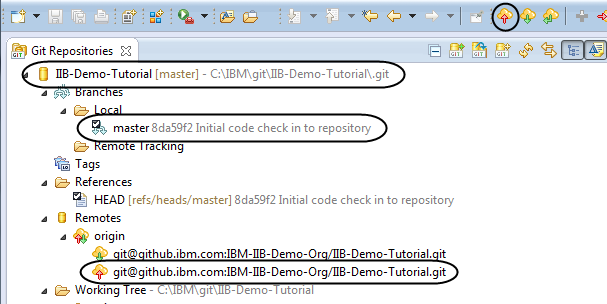 Git Repositories
IIB-Demo-Tutorial [master] - C:\IBM\git\IIB-Demo-Tutorial\.git
Branches
Local
master 8da59f2 Initial code check in to repository
Remote Tracking
Tags
References
HEAD [refs/heads/master] 8da59f2 Initial code check in to repository
Remotes
origin
git@github.ibm.com:IBM-IIB-Demo-Org/IIB-Demo-Tutorial.git
git@github.ibm.com:IBM-IIB-Demo-Org/IIB-Demo-Tutorial.git
Working Tree - C:\IBM\git\IIB-Demo-Tutorial